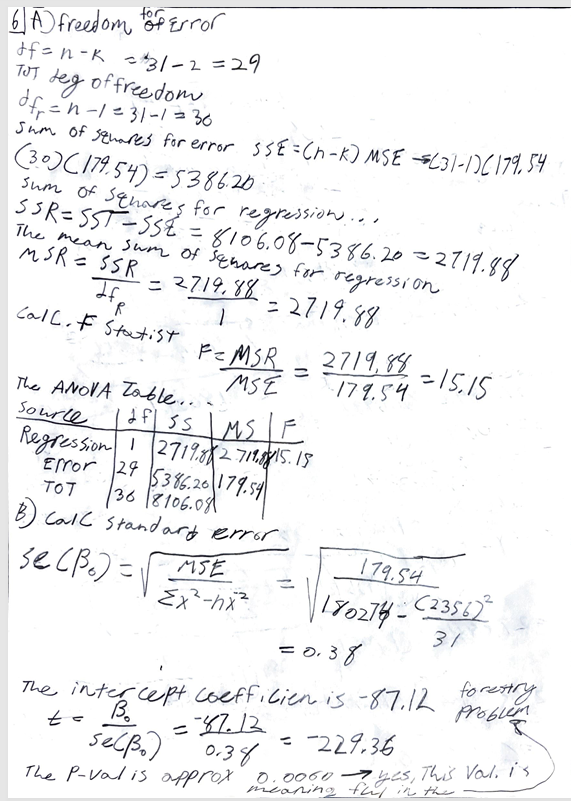 6) A) freedom for of Error
df = n - K = 31 - 2 = 29
TOT deg of freedom
df_T = n - 1 = 31 - 1 = 30
Sum of squares for error SSE = (n-K) MSE → (31-1)(179.54
(30)(179.54) = 5386.20
Sum of squares for regression...
SSR = SST - SSE = 8106.08 - 5386.20 = 2719.88
The mean sum of squares for regression
MSR = SSR / df_R = 2719.88 / 1 = 2719.88
Calc. F Statist
F = MSR / MSE = 2719.88 / 179.54 = 15.15
The ANOVA Table...
Source | df | SS | MS | F
Regression | 1 | 2719.88 | 2719.88 | 15.15
Error | 29 | 5386.20 | 179.54
TOT | 30 | 8106.08
B) Calc Standard error
se(β₀) = √(MSE / Σx² - nx̄²) = √(179.54 / 180274 - (2356)² / 31)
= 0.38
The intercept coefficien is -87.12 forestry problem
t = β₀ / se(β₀) = -87.12 / 0.38 = -229.36
The P-val is approx 0.0000 → yes, This Val. is
meaning in the